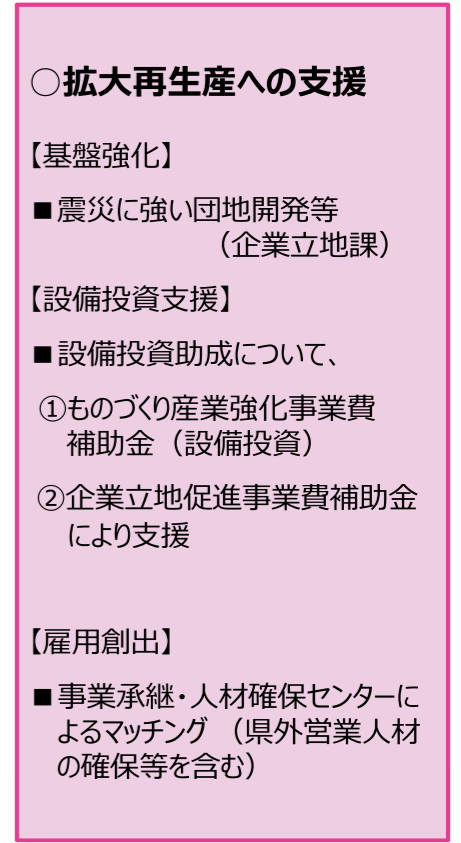 ○拡大再生産への支援
【基盤強化】
■震災に強い団地開発等
（企業立地課）
【設備投資支援】
■設備投資助成について、
①ものづくり産業強化事業費
補助金（設備投資）
②企業立地促進事業費補助金
により支援
【雇用創出】
■事業承継・人材確保センターに
よるマッチング （県外営業人材
の確保等を含む）